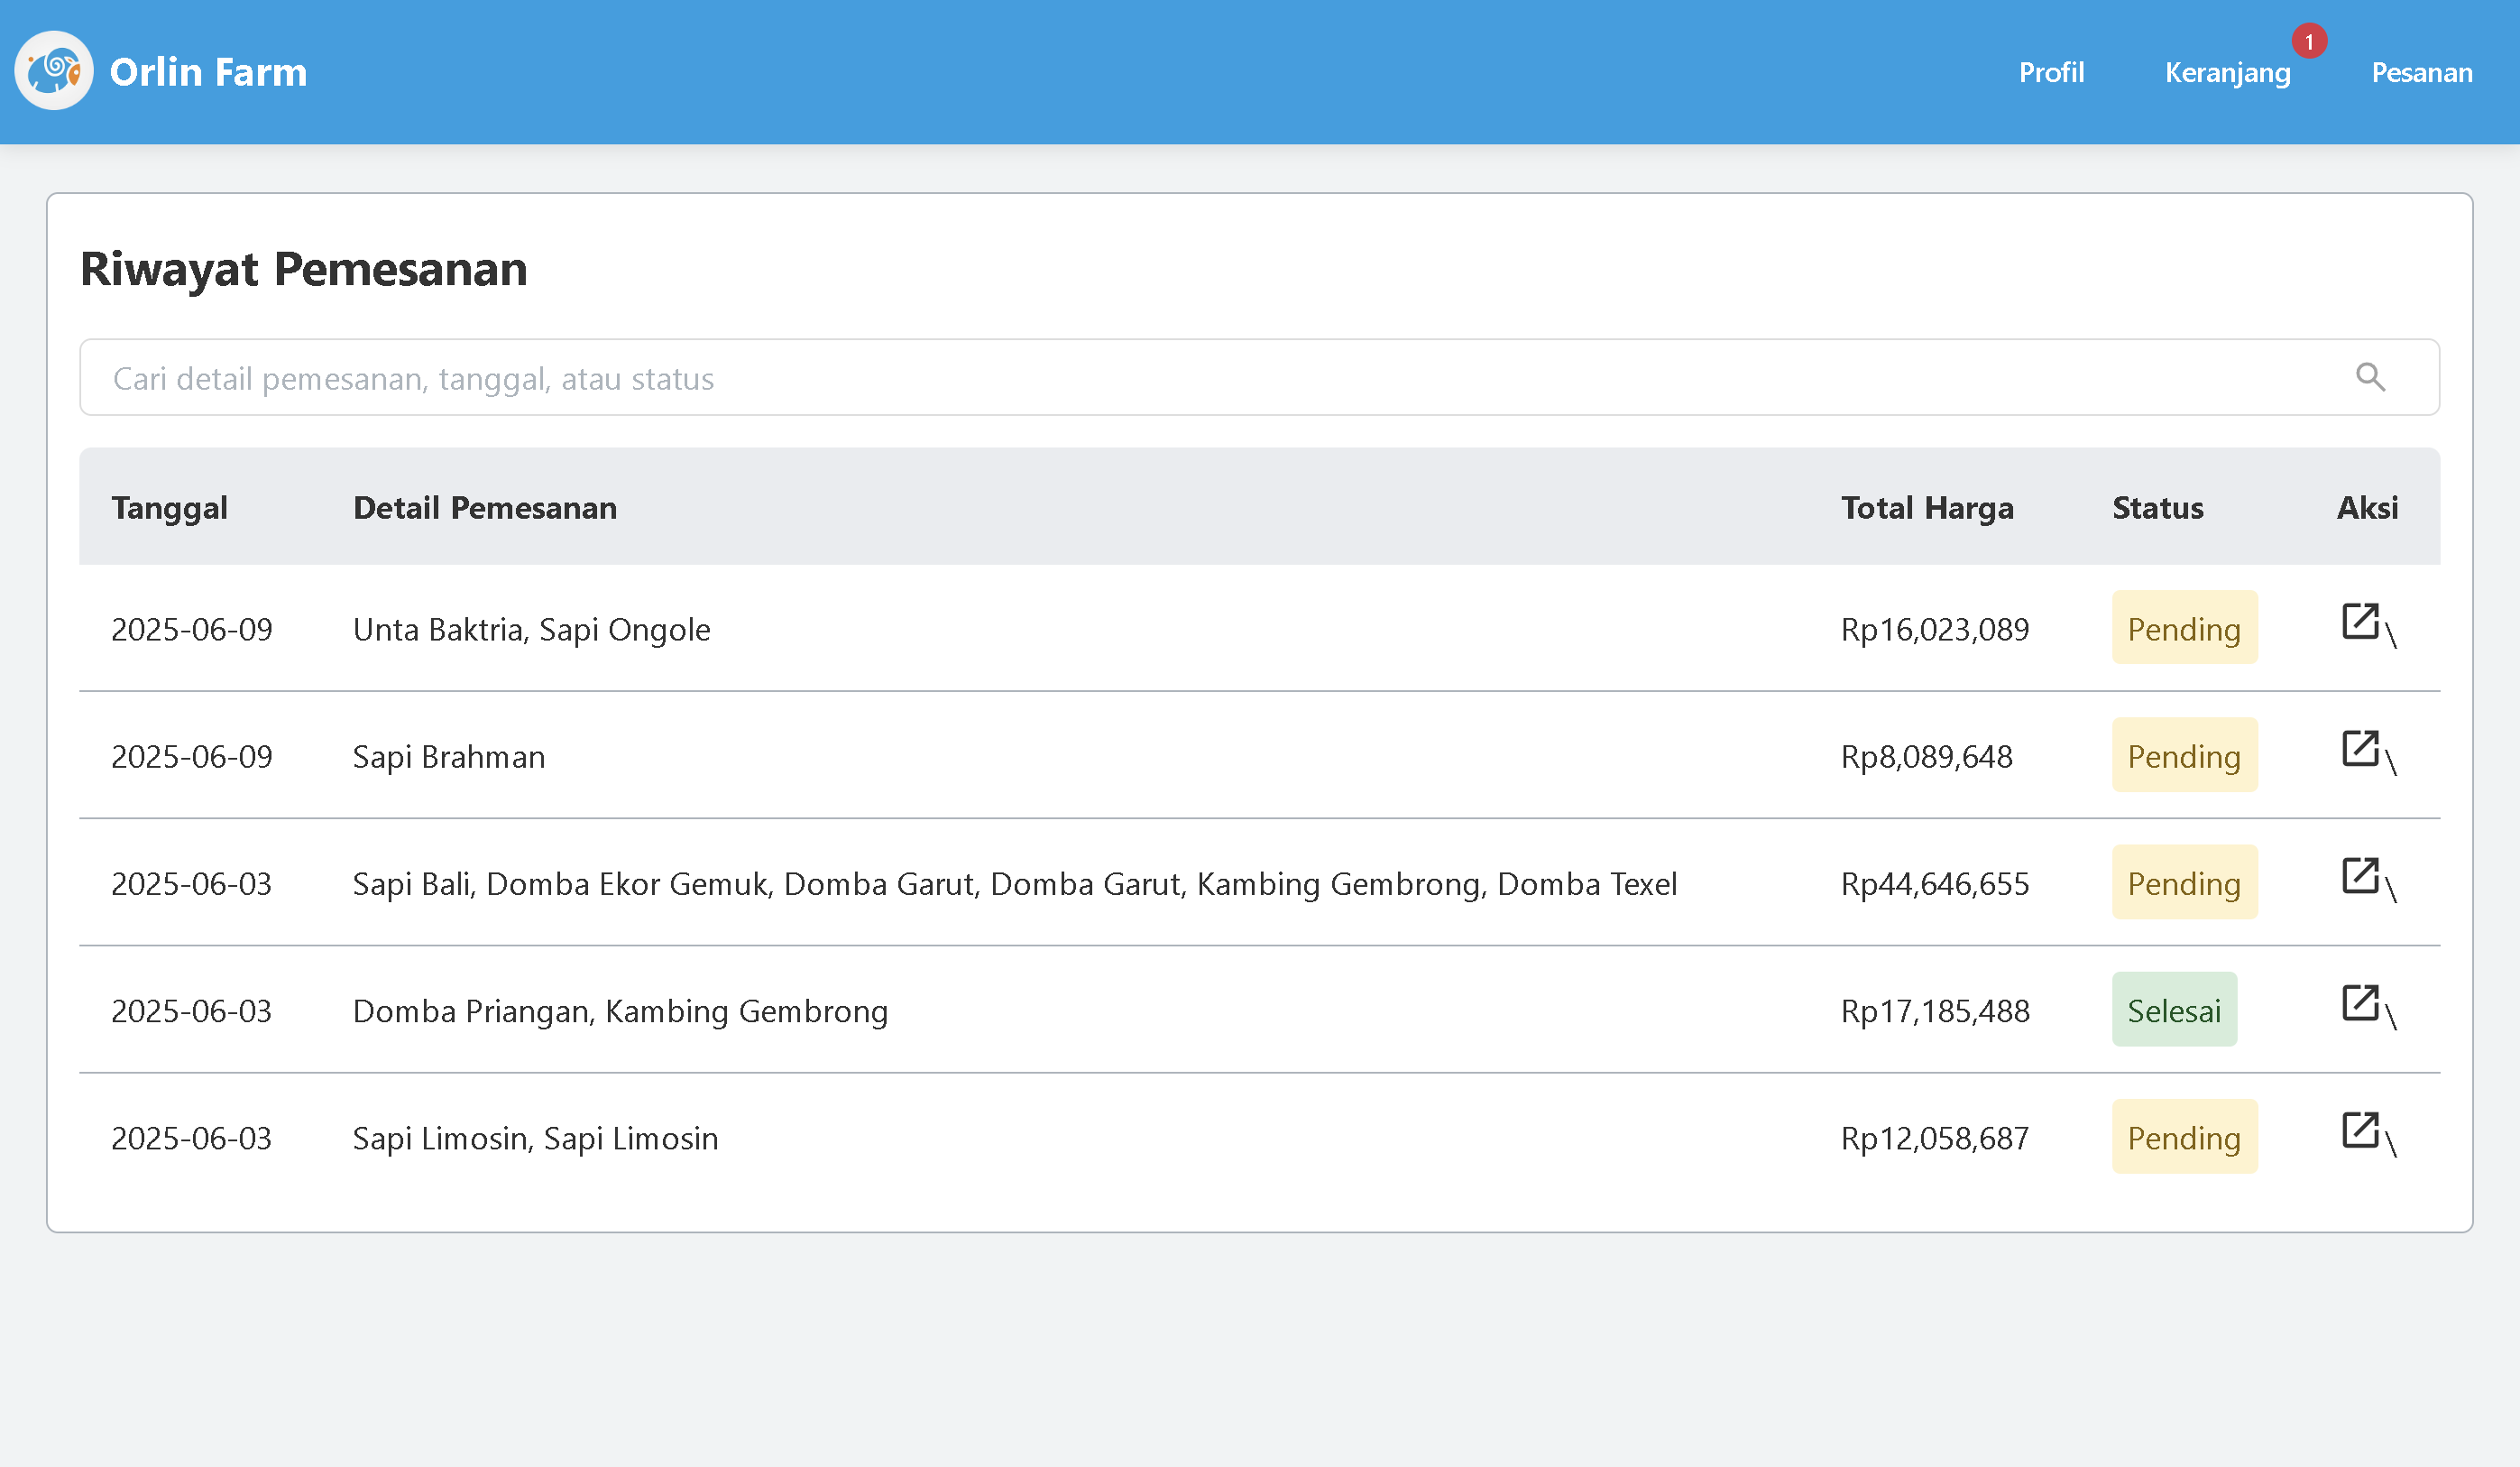 Orlin Farm
Profil
Keranjang
1
Pesanan
Riwayat Pemesanan
Cari detail pemesanan, tanggal, atau status
Tanggal Detail Pemesanan Total Harga Status Aksi
2025-06-09 Unta Baktria, Sapi Ongole Rp16,023,089 Pending \
2025-06-09 Sapi Brahman Rp8,089,648 Pending \
2025-06-03 Sapi Bali, Domba Ekor Gemuk, Domba Garut, Domba Garut, Kambing Gembrong, Domba Texel Rp44,646,655 Pending \
2025-06-03 Domba Priangan, Kambing Gembrong Rp17,185,488 Selesai \
2025-06-03 Sapi Limosin, Sapi Limosin Rp12,058,687 Pending \